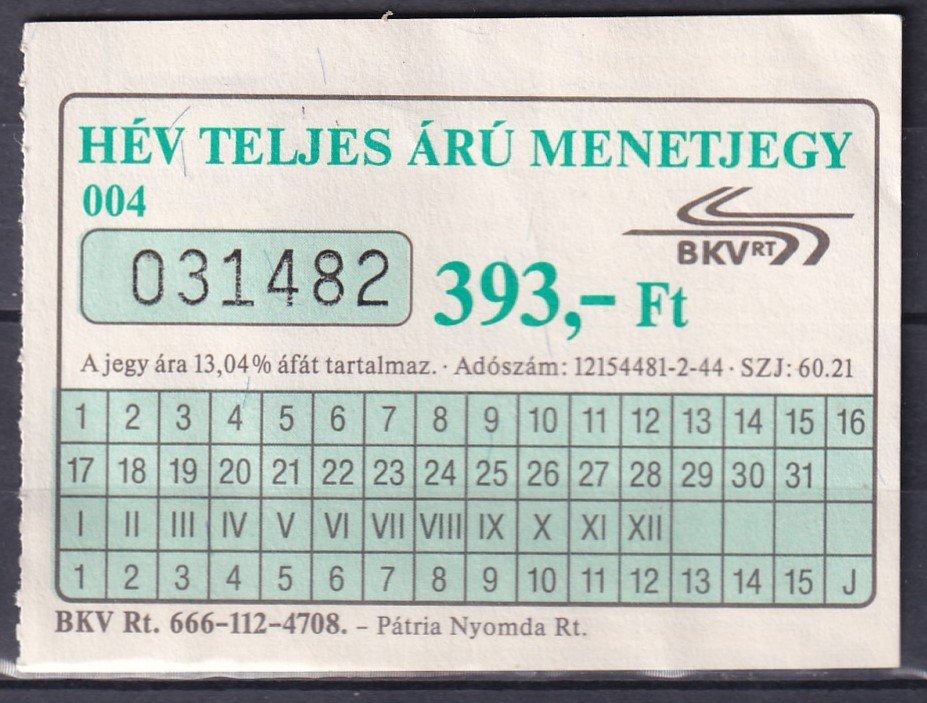 HÉV TELJES ÁRÚ MENETJEGY
004
BKV RT
031482
393,- Ft
A jegy ára 13,04% áfát tartalmaz. · Adószám: 12154481-2-44 · SZJ: 60.21
1 2 3 4 5 6 7 8 9 10 11 12 13 14 15 16
17 18 19 20 21 22 23 24 25 26 27 28 29 30 31
I II III IV V VI VII VIII IX X XI XII
1 2 3 4 5 6 7 8 9 10 11 12 13 14 15 J
BKV Rt. 666-112-4708. – Pátria Nyomda Rt.